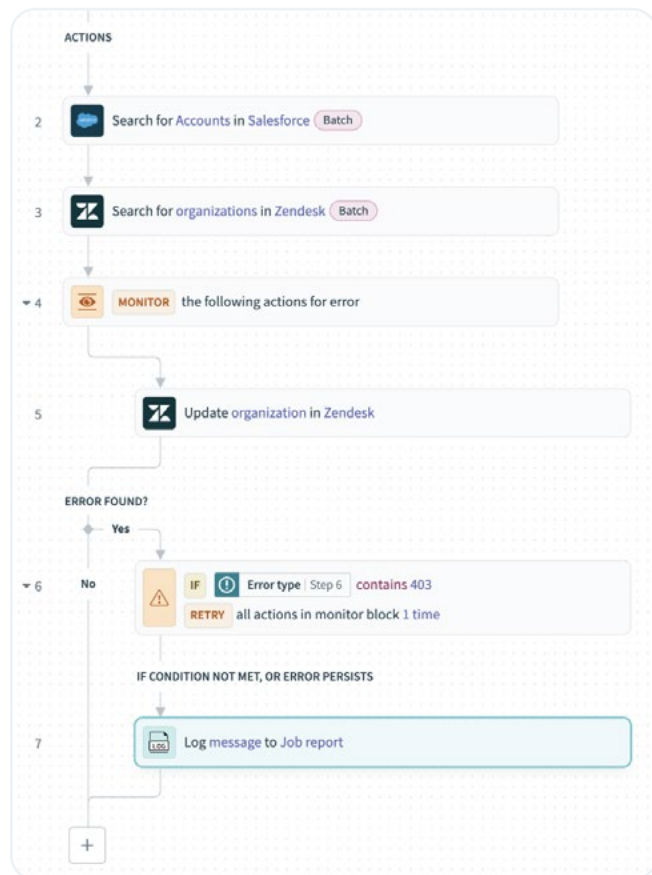 ACTIONS
2 Search for Accounts in Salesforce Batch
3 Search for organizations in Zendesk Batch
4 MONITOR the following actions for error
5 Update organization in Zendesk
ERROR FOUND?
Yes
6 No IF Error type | Step 6 contains 403
RETRY all actions in monitor block 1 time
IF CONDITION NOT MET, OR ERROR PERSISTS
7 LOG Log message to Job report